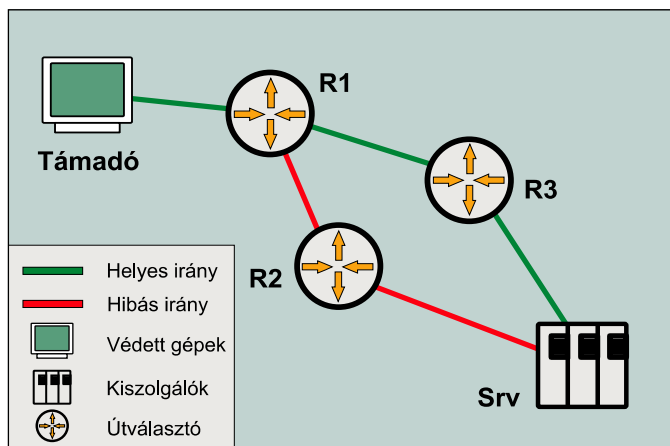 R1
Támadó
R3
R2
Helyes irány
Hibás irány
Védett gépek
Kiszolgálók
Útválasztó
Srv